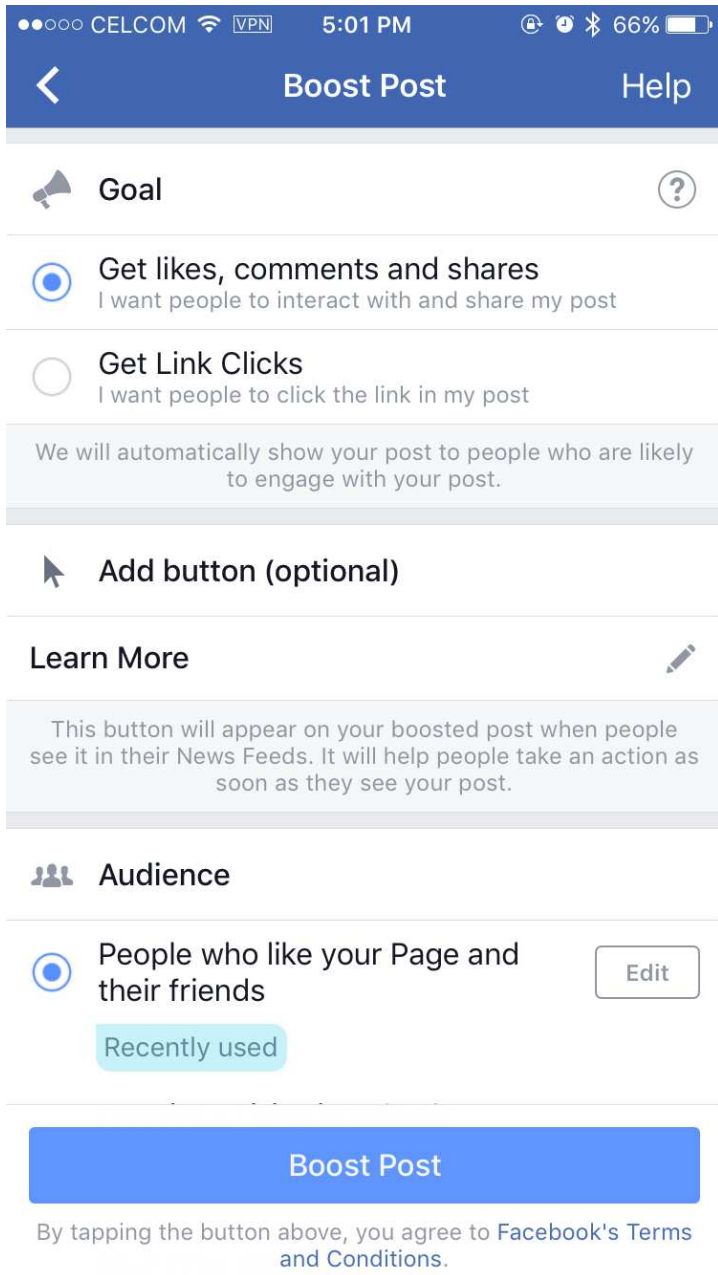 CELCOM VPN 5:01 PM 66%
Boost Post Help
Goal ?
Get likes, comments and shares
I want people to interact with and share my post
Get Link Clicks
I want people to click the link in my post
We will automatically show your post to people who are likely
to engage with your post.
Add button (optional)
Learn More
This button will appear on your boosted post when people
see it in their News Feeds. It will help people take an action as
soon as they see your post.
Audience
People who like your Page and
their friends
Edit
Recently used
Boost Post
By tapping the button above, you agree to Facebook's Terms
and Conditions.